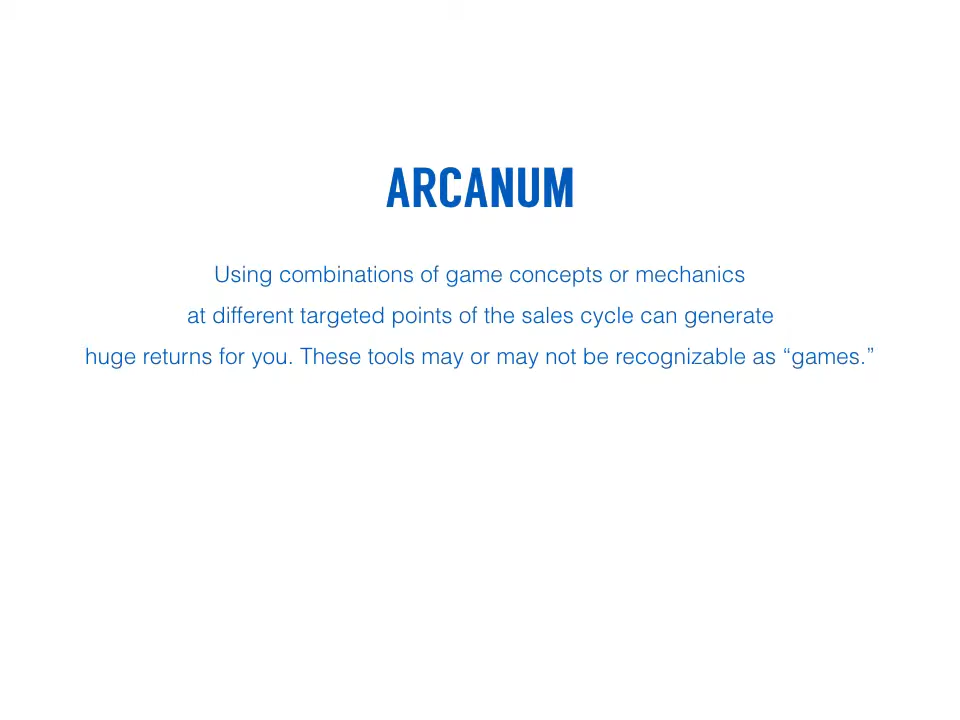 ARCANUM
Using combinations of game concepts or mechanics
at different targeted points of the sales cycle can generate
huge returns for you. These tools may or may not be recognizable as “games.”